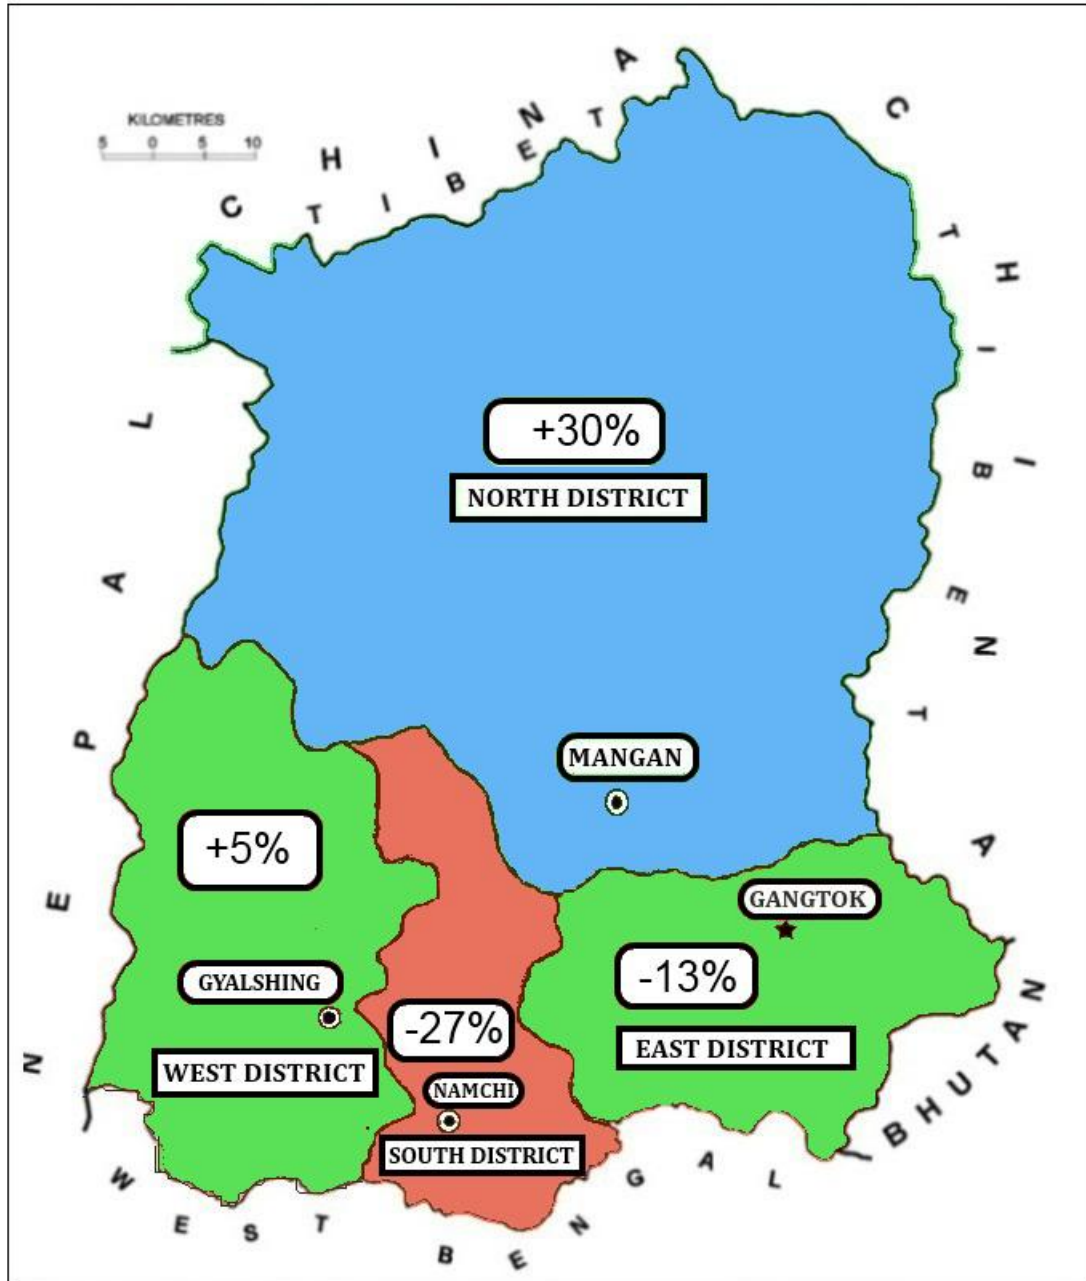 KILOMETRES
5 0 5 10
CHINA
TIBET
CHINA
TIBET
NEPAL
+30%
NORTH DISTRICT
MANGAN
+5%
GYALSHING
WEST DISTRICT
-27%
NAMCHI
SOUTH DISTRICT
GANGTOK
-13%
EAST DISTRICT
BHUTAN
WEST BENGAL